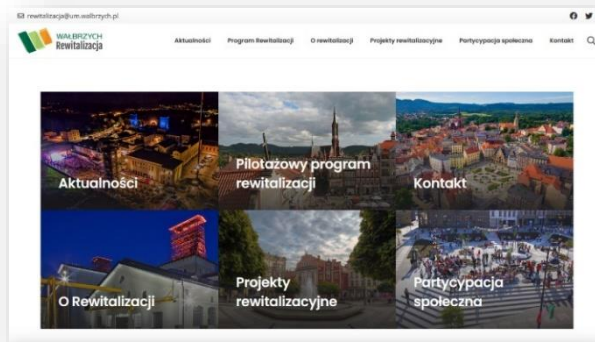 rewitalizacja@um.walbrzych.pl
WAŁBRZYCH
Rewitalizacja
Aktualności Program Rewitalizacji O rewitalizacji Projekty rewitalizacyjne Partycypacja społeczna Kontakt
Aktualności
Pilotażowy program
rewitalizacji
Kontakt
O Rewitalizacji
Projekty
rewitalizacyjne
Partycypacja
społeczna